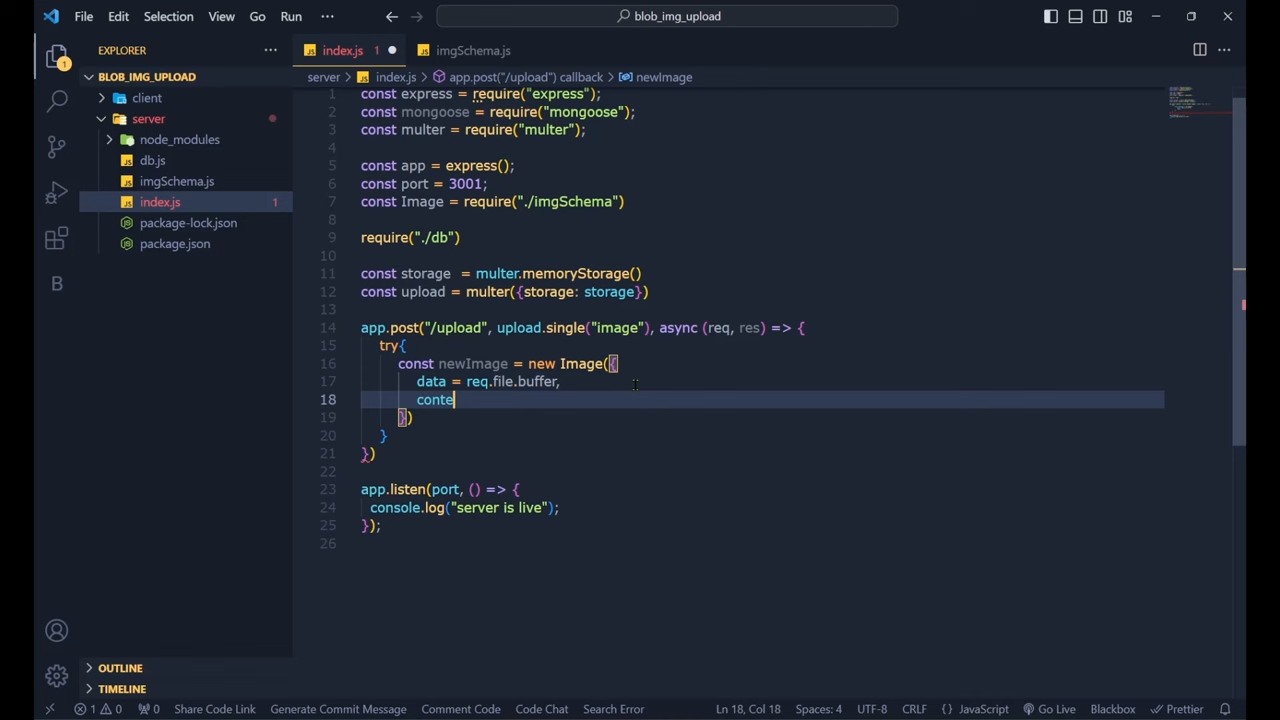 File Edit Selection View Go Run ··· blob_img_upload
EXPLORER ··· index.js 1 imgSchema.js
BLOB_IMG_UPLOAD
client
server
node_modules
db.js
imgSchema.js
index.js 1
package-lock.json
package.json
server > index.js > app.post("/upload") callback > newImage
1 const express = require("express");
2 const mongoose = require("mongoose");
3 const multer = require("multer");
4
5 const app = express();
6 const port = 3001;
7 const Image = require("./imgSchema")
8
9 require("./db")
10
11 const storage  = multer.memoryStorage()
12 const upload = multer({storage: storage})
13
14 app.post("/upload", upload.single("image"), async (req, res) => {
15 try{
16 const newImage = new Image({
17 data = req.file.buffer,
18 conte
19 })
20 }
21 })
22
23 app.listen(port, () => {
24 console.log("server is live");
25 });
26
B
1
OUTLINE
TIMELINE
1 0 0 Share Code Link Generate Commit Message Comment Code Code Chat Search Error Ln 18, Col 18 Spaces: 4 UTF-8 CRLF {} JavaScript Go Live Blackbox Prettier